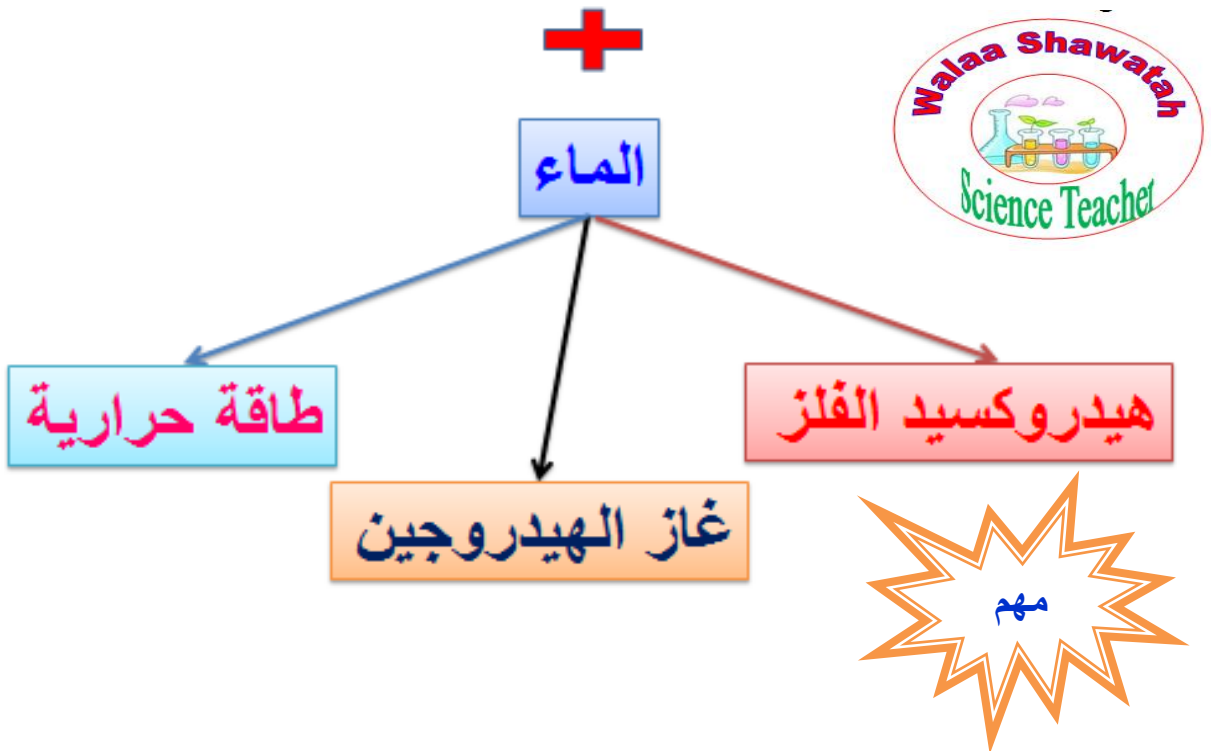 Walaa Shawatah
Science Teacher
الماء
هيدروكسيد الفلز
طاقة حرارية
غاز الهيدروجين
مهم